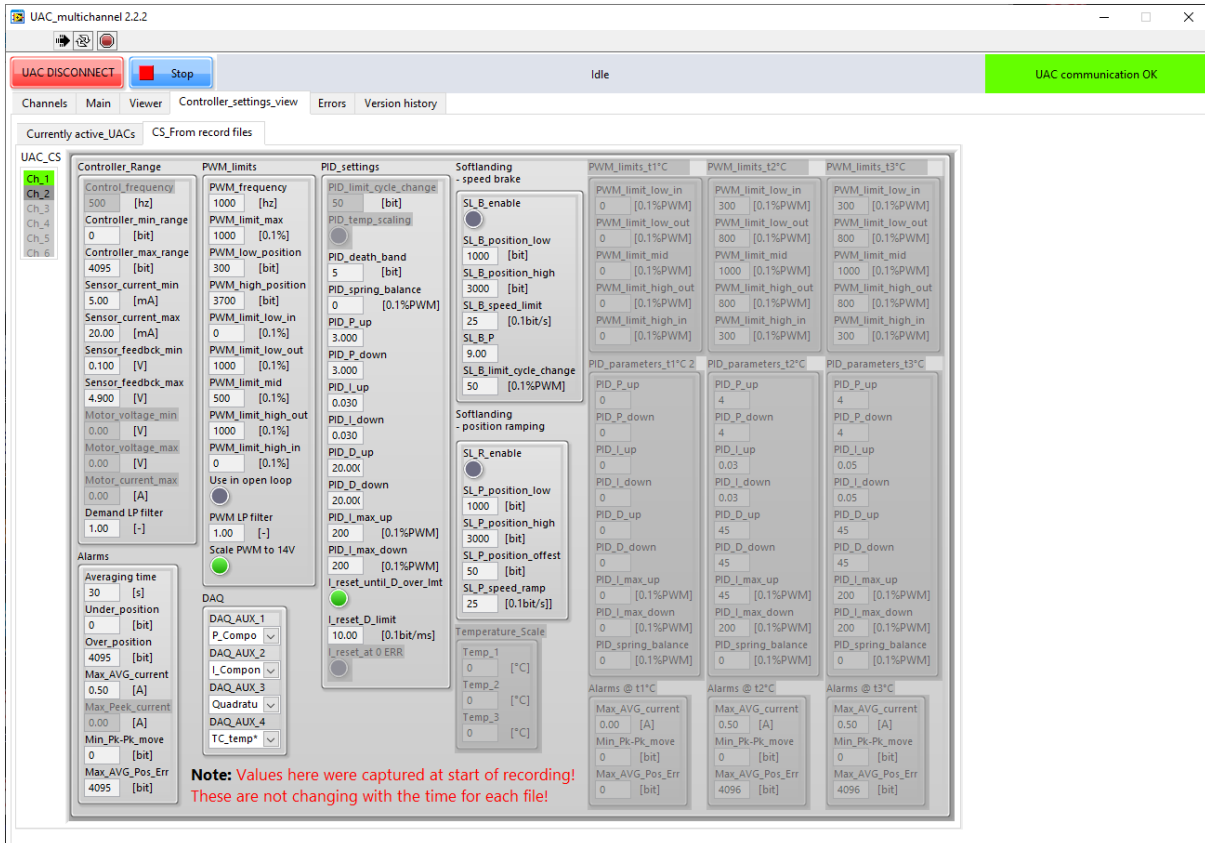 UAC_multichannel 2.2.2
UAC DISCONNECT
Stop
Idle
UAC communication OK
Channels
Main
Viewer
Controller_settings_view
Errors
Version history
Currently active_UACs
CS_From record files
UAC_CS
Ch_1
Ch_2
Ch_3
Ch_4
Ch_5
Ch_6
Controller_Range
Control_frequency
500 [hz]
Controller_min_range
0 [bit]
Controller_max_range
4095 [bit]
Sensor_current_min
5.00 [mA]
Sensor_current_max
20.00 [mA]
Sensor_feedbck_min
0.100 [V]
Sensor_feedbck_max
4.900 [V]
Motor_voltage_min
0.00 [V]
Motor_voltage_max
0.00 [V]
Motor_current_max
0.00 [A]
Demand LP filter
1.00 [-]
Alarms
Averaging time
30 [s]
Under_position
0 [bit]
Over_position
4095 [bit]
Max_AVG_current
0.50 [A]
Max_Peek_current
0.00 [A]
Min_Pk-Pk_move
0 [bit]
Max_AVG_Pos_Err
4095 [bit]
PWM_limits
PWM_frequency
1000 [hz]
PWM_limit_max
1000 [0.1%]
PWM_low_position
300 [bit]
PWM_high_position
3700 [bit]
PWM_limit_low_in
0 [0.1%]
PWM_limit_low_out
1000 [0.1%]
PWM_limit_mid
500 [0.1%]
PWM_limit_high_out
1000 [0.1%]
PWM_limit_high_in
0 [0.1%]
Use in open loop
PWM LP filter
1.00 [-]
Scale PWM to 14V
DAQ
DAQ_AUX_1
P_Compo
DAQ_AUX_2
I_Compon
DAQ_AUX_3
Quadratu
DAQ_AUX_4
TC_temp*
PID_settings
PID_limit_cycle_change
50 [bit]
PID_temp_scaling
PID_death_band
5 [bit]
PID_spring_balance
0 [0.1%PWM]
PID_P_up
3.000
PID_P_down
3.000
PID_I_up
0.030
PID_I_down
0.030
PID_D_up
20.00(
PID_D_down
20.00(
PID_I_max_up
200 [0.1%PWM]
PID_I_max_down
200 [0.1%PWM]
I_reset_until_D_over_lmt
I_reset_D_limit
10.00 [0.1bit/ms]
I_reset_at 0 ERR
Softlanding
- speed brake
SL_B_enable
SL_B_position_low
1000 [bit]
SL_B_position_high
3000 [bit]
SL_B_speed_limit
25 [0.1bit/s]
SL_B_P
9.00
SL_B_limit_cycle_change
50 [0.1%PWM]
Softlanding
- position ramping
SL_R_enable
SL_P_position_low
1000 [bit]
SL_P_position_high
3000 [bit]
SL_P_position_offest
50 [bit]
SL_P_speed_ramp
25 [0.1bit/s]]
Temperature_Scale
Temp_1
0 [°C]
Temp_2
0 [°C]
Temp_3
0 [°C]
PWM_limits_t1°C
PWM_limit_low_in
0 [0.1%PWM]
PWM_limit_low_out
0 [0.1%PWM]
PWM_limit_mid
0 [0.1%PWM]
PWM_limit_high_out
0 [0.1%PWM]
PWM_limit_high_in
0 [0.1%PWM]
PID_parameters_t1°C 2
PID_P_up
0
PID_P_down
0
PID_I_up
0
PID_I_down
0
PID_D_up
0
PID_D_down
0
PID_I_max_up
0 [0.1%PWM]
PID_I_max_down
0 [0.1%PWM]
PID_spring_balance
0 [0.1%PWM]
Alarms @ t1°C
Max_AVG_current
0.00 [A]
Min_Pk-Pk_move
0 [bit]
Max_AVG_Pos_Err
0 [bit]
PWM_limits_t2°C
PWM_limit_low_in
300 [0.1%PWM]
PWM_limit_low_out
800 [0.1%PWM]
PWM_limit_mid
1000 [0.1%PWM]
PWM_limit_high_out
800 [0.1%PWM]
PWM_limit_high_in
300 [0.1%PWM]
PID_parameters_t2°C
PID_P_up
4
PID_P_down
4
PID_I_up
0.03
PID_I_down
0.03
PID_D_up
45
PID_D_down
45
PID_I_max_up
45 [0.1%PWM]
PID_I_max_down
200 [0.1%PWM]
PID_spring_balance
0 [0.1%PWM]
Alarms @ t2°C
Max_AVG_current
0.50 [A]
Min_Pk-Pk_move
0 [bit]
Max_AVG_Pos_Err
4096 [bit]
PWM_limits_t3°C
PWM_limit_low_in
300 [0.1%PWM]
PWM_limit_low_out
800 [0.1%PWM]
PWM_limit_mid
1000 [0.1%PWM]
PWM_limit_high_out
800 [0.1%PWM]
PWM_limit_high_in
300 [0.1%PWM]
PID_parameters_t3°C
PID_P_up
4
PID_P_down
4
PID_I_up
0.05
PID_I_down
0.05
PID_D_up
45
PID_D_down
45
PID_I_max_up
200 [0.1%PWM]
PID_I_max_down
200 [0.1%PWM]
PID_spring_balance
0 [0.1%PWM]
Alarms @ t3°C
Max_AVG_current
0.50 [A]
Min_Pk-Pk_move
0 [bit]
Max_AVG_Pos_Err
4096 [bit]
Note: Values here were captured at start of recording!
These are not changing with the time for each file!